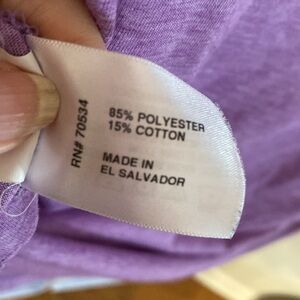 RN# 70534
85% POLYESTER
15% COTTON
MADE IN
EL SALVADOR